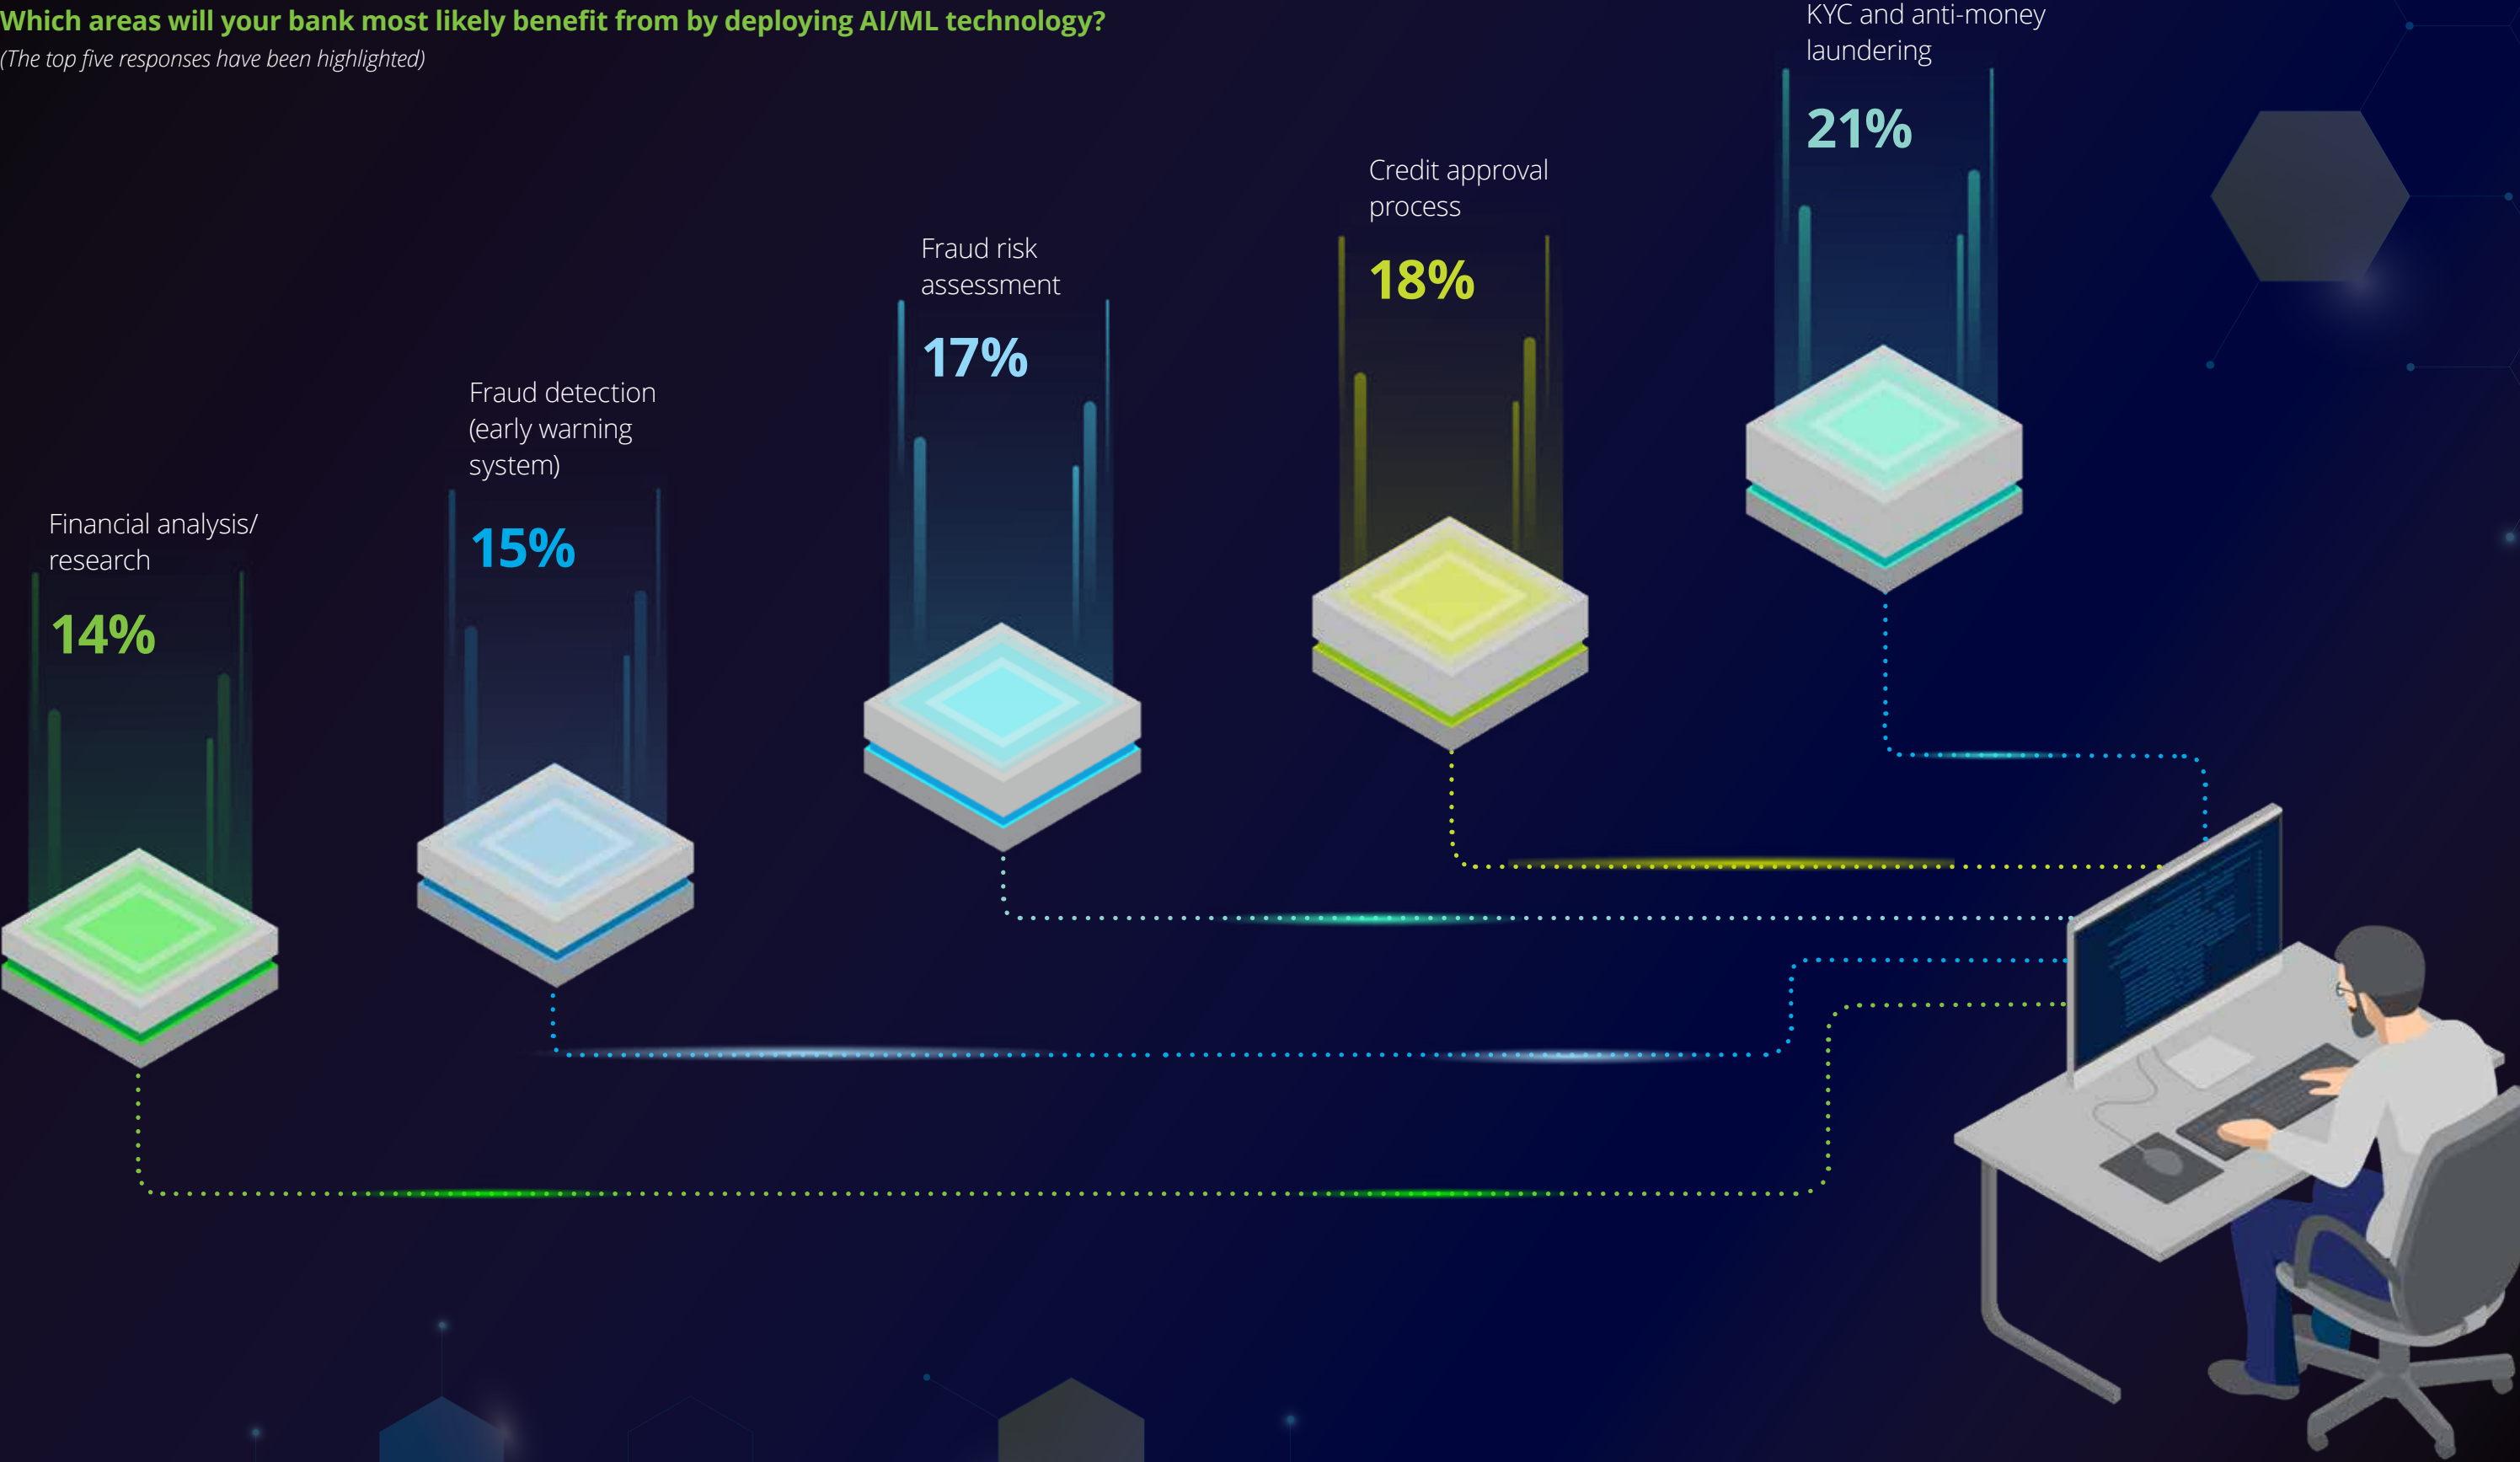 Which areas will your bank most likely benefit from by deploying AI/ML technology?
(The top five responses have been highlighted)
KYC and anti-money
laundering
21%
Credit approval
process
18%
Fraud risk
assessment
17%
Fraud detection
(early warning
system)
15%
Financial analysis/
research
14%